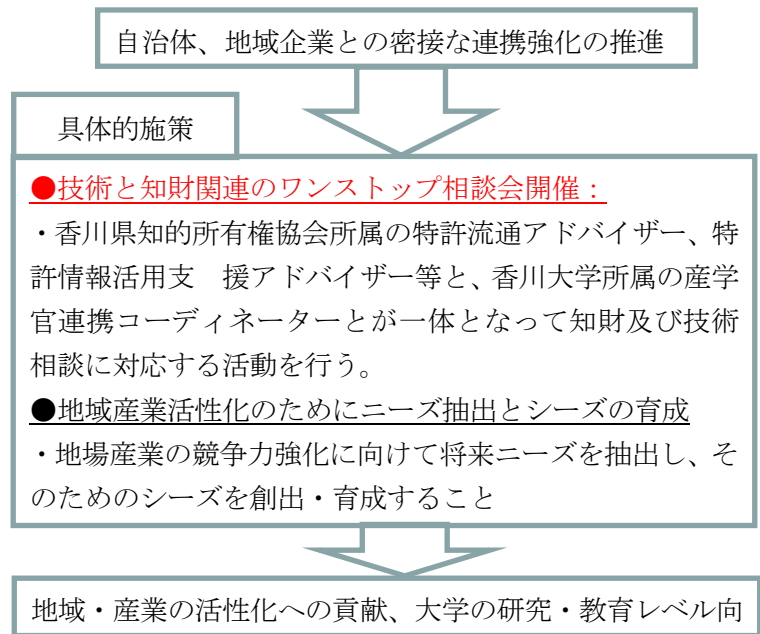 自治体、地域企業との密接な連携強化の推進
具体的施策
●技術と知財関連のワンストップ相談会開催：
・香川県知的所有権協会所属の特許流通アドバイザー、特
許情報活用支　援アドバイザー等と、香川大学所属の産学
官連携コーディネーターとが一体となって知財及び技術
相談に対応する活動を行う。
●地域産業活性化のためにニーズ抽出とシーズの育成
・地場産業の競争力強化に向けて将来ニーズを抽出し、そ
のためのシーズを創出・育成すること
地域・産業の活性化への貢献、大学の研究・教育レベル向